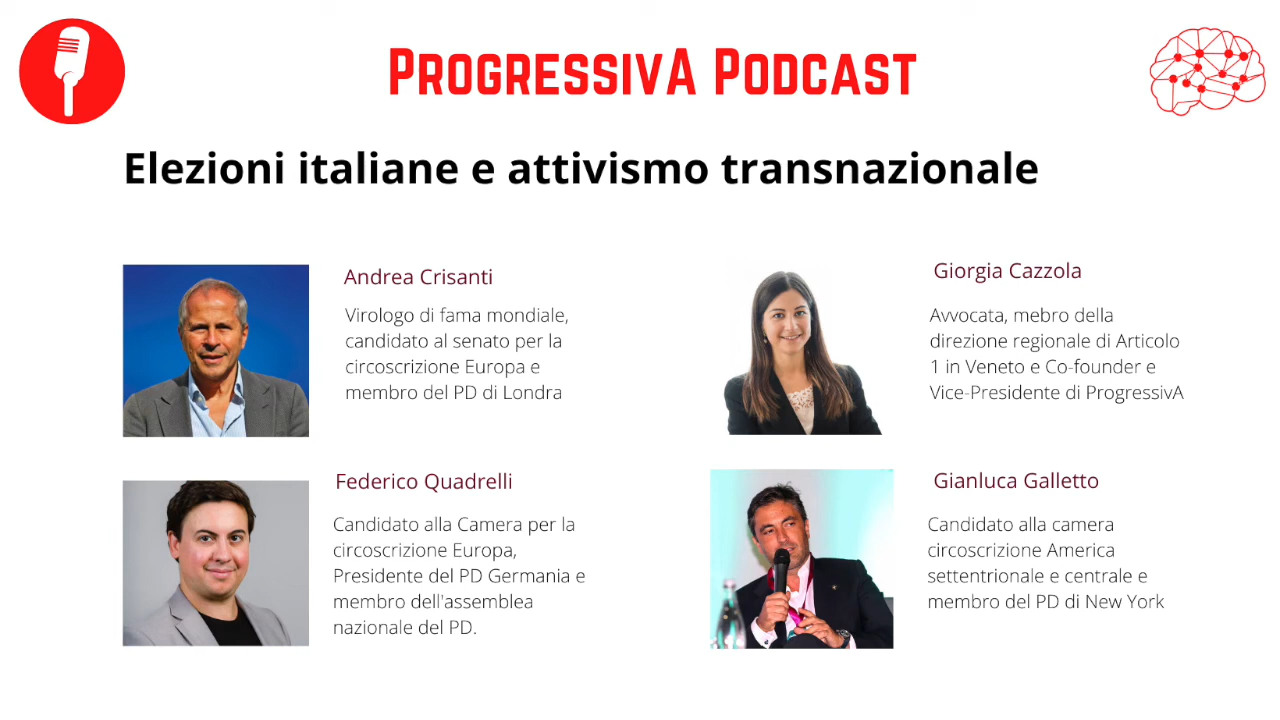 PROGRESSIVA PODCAST
Elezioni italiane e attivismo transnazionale
Andrea Crisanti
Virologo di fama mondiale,
candidato al senato per la
circoscrizione Europa e
membro del PD di Londra
Giorgia Cazzola
Avvocata, mebro della
direzione regionale di Articolo
1 in Veneto e Co-founder e
Vice-Presidente di ProgressivA
Federico Quadrelli
Candidato alla Camera per la
circoscrizione Europa,
Presidente del PD Germania e
membro dell'assemblea
nazionale del PD.
Gianluca Galletto
Candidato alla camera
circoscrizione America
settentrionale e centrale e
membro del PD di New York